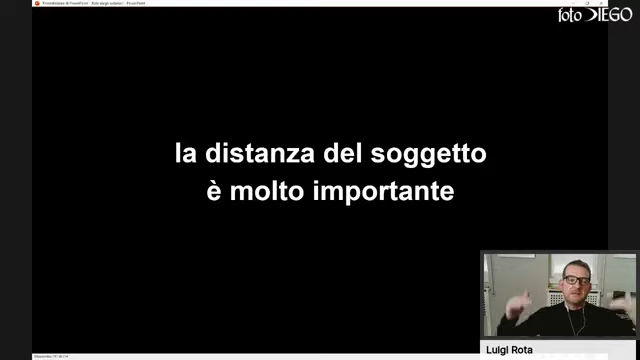 foto DIEGO
la distanza del soggetto
è molto importante
Luigi Rota